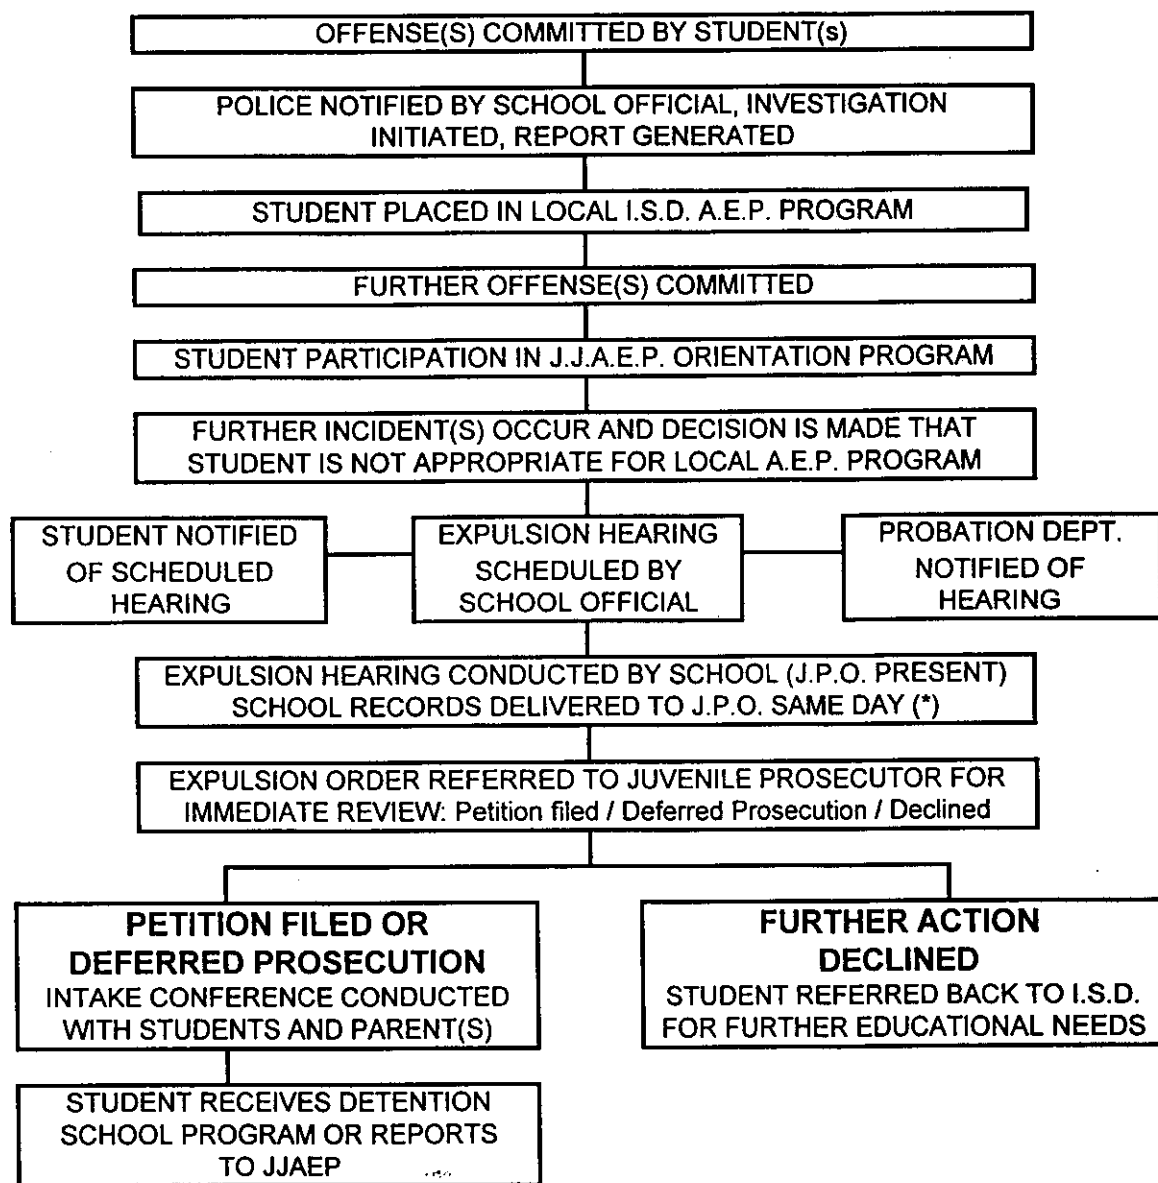 OFFENSE(S) COMMITTED BY STUDENT(s)
POLICE NOTIFIED BY SCHOOL OFFICIAL, INVESTIGATION
INITIATED, REPORT GENERATED
STUDENT PLACED IN LOCAL I.S.D. A.E.P. PROGRAM
FURTHER OFFENSE(S) COMMITTED
STUDENT PARTICIPATION IN J.J.A.E.P. ORIENTATION PROGRAM
FURTHER INCIDENT(S) OCCUR AND DECISION IS MADE THAT
STUDENT IS NOT APPROPRIATE FOR LOCAL A.E.P. PROGRAM
STUDENT NOTIFIED
OF SCHEDULED
HEARING
EXPULSION HEARING
SCHEDULED BY
SCHOOL OFFICIAL
PROBATION DEPT.
NOTIFIED OF
HEARING
EXPULSION HEARING CONDUCTED BY SCHOOL (J.P.O. PRESENT)
SCHOOL RECORDS DELIVERED TO J.P.O. SAME DAY (*)
EXPULSION ORDER REFERRED TO JUVENILE PROSECUTOR FOR
IMMEDIATE REVIEW: Petition filed / Deferred Prosecution / Declined
PETITION FILED OR
DEFERRED PROSECUTION
INTAKE CONFERENCE CONDUCTED
WITH STUDENTS AND PARENT(S)
FURTHER ACTION
DECLINED
STUDENT REFERRED BACK TO I.S.D.
FOR FURTHER EDUCATIONAL NEEDS
STUDENT RECEIVES DETENTION
SCHOOL PROGRAM OR REPORTS
TO JJAEP